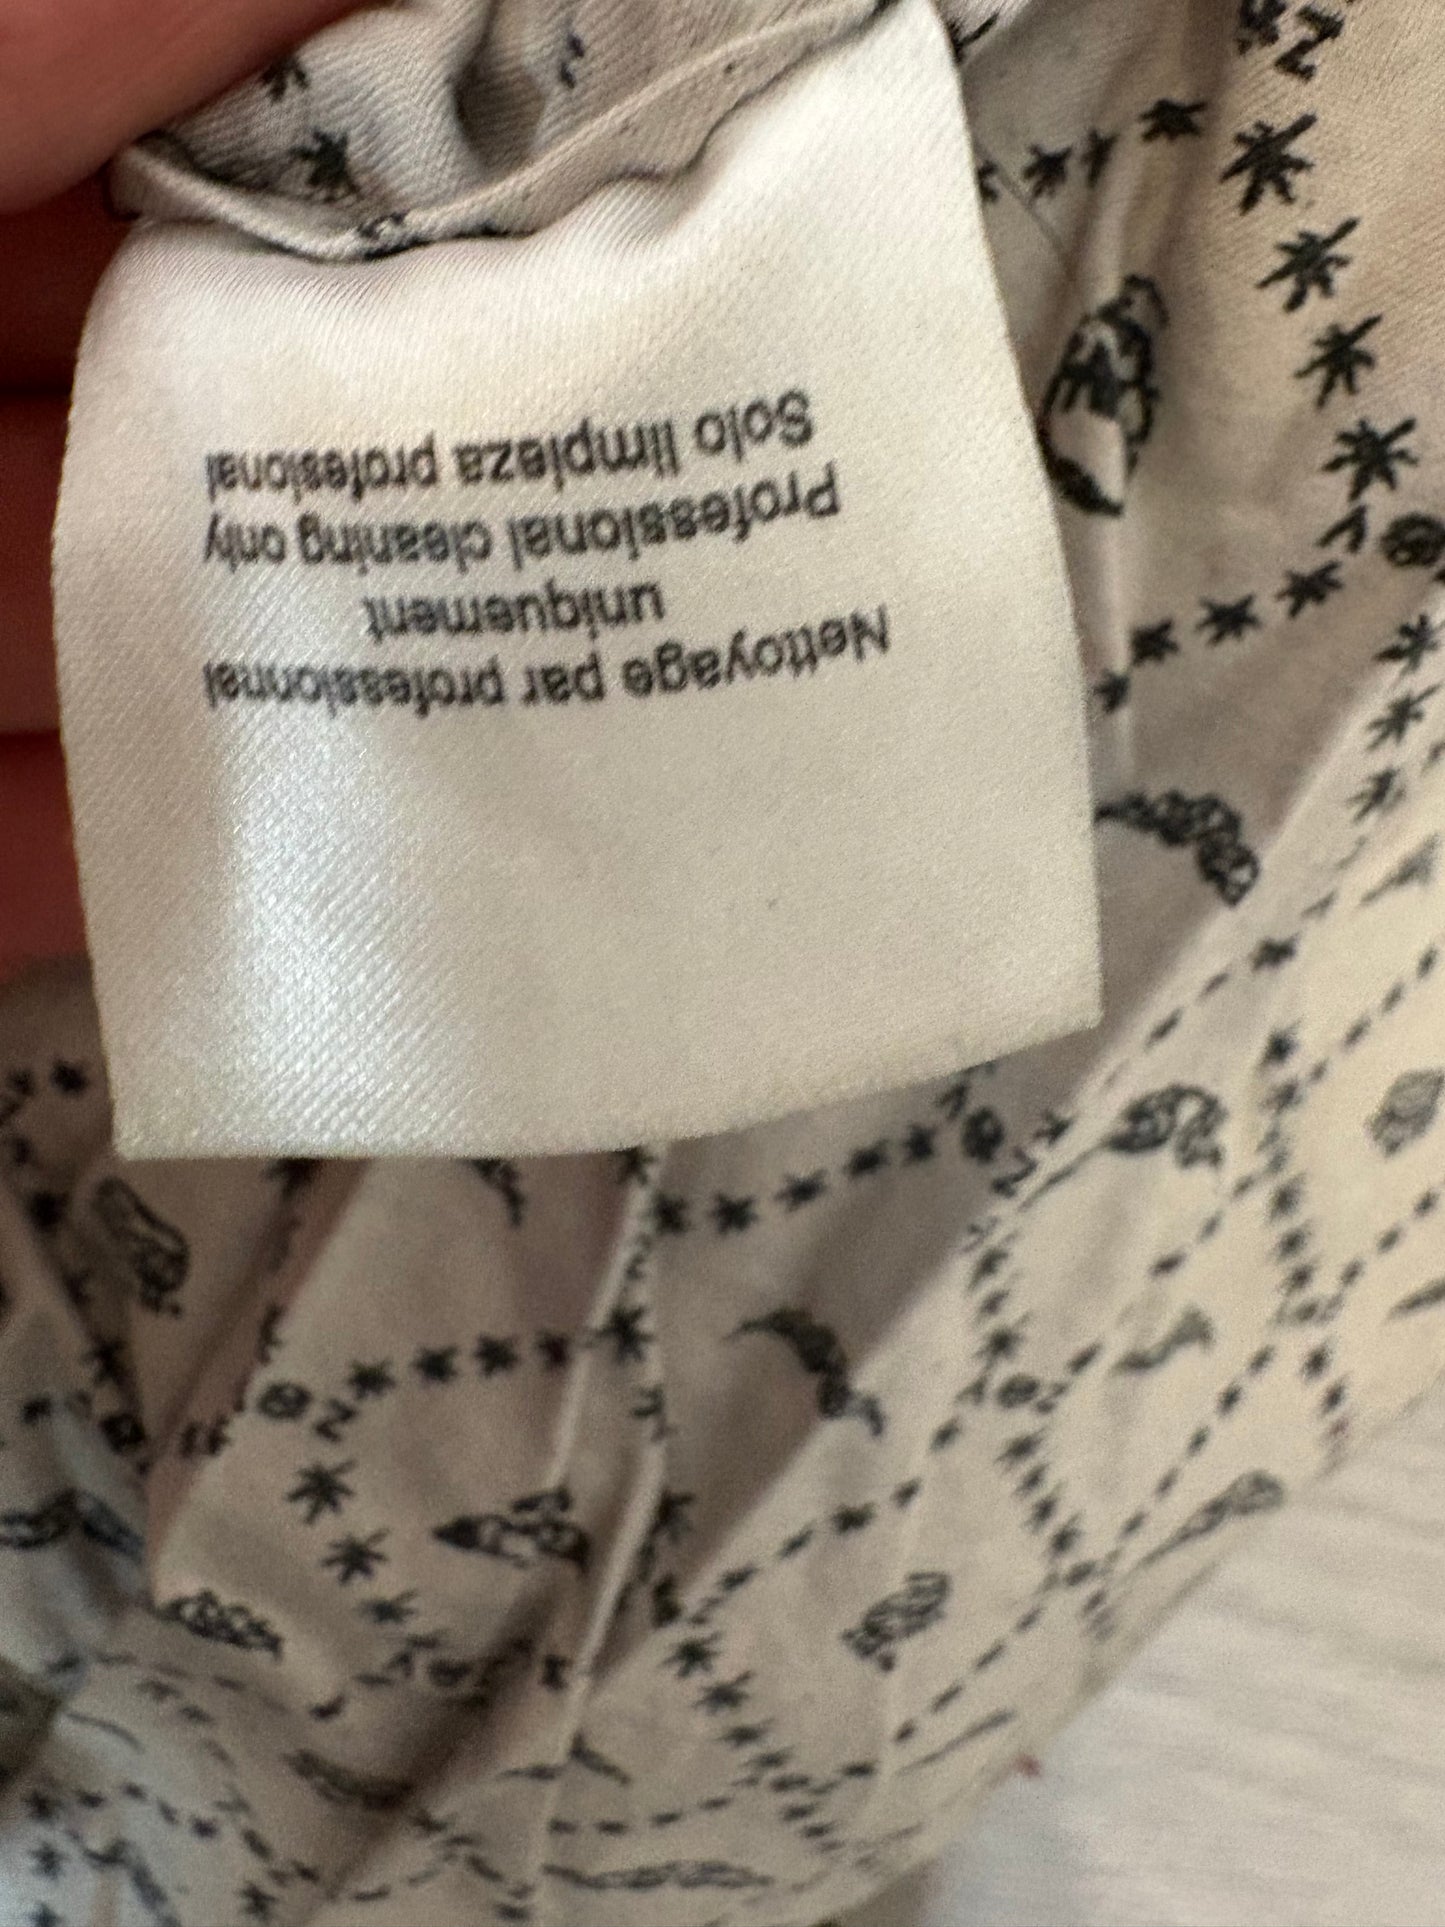 Nettoyage par professionnel
uniquement
Professional cleaning only
Solo limpieza profesional